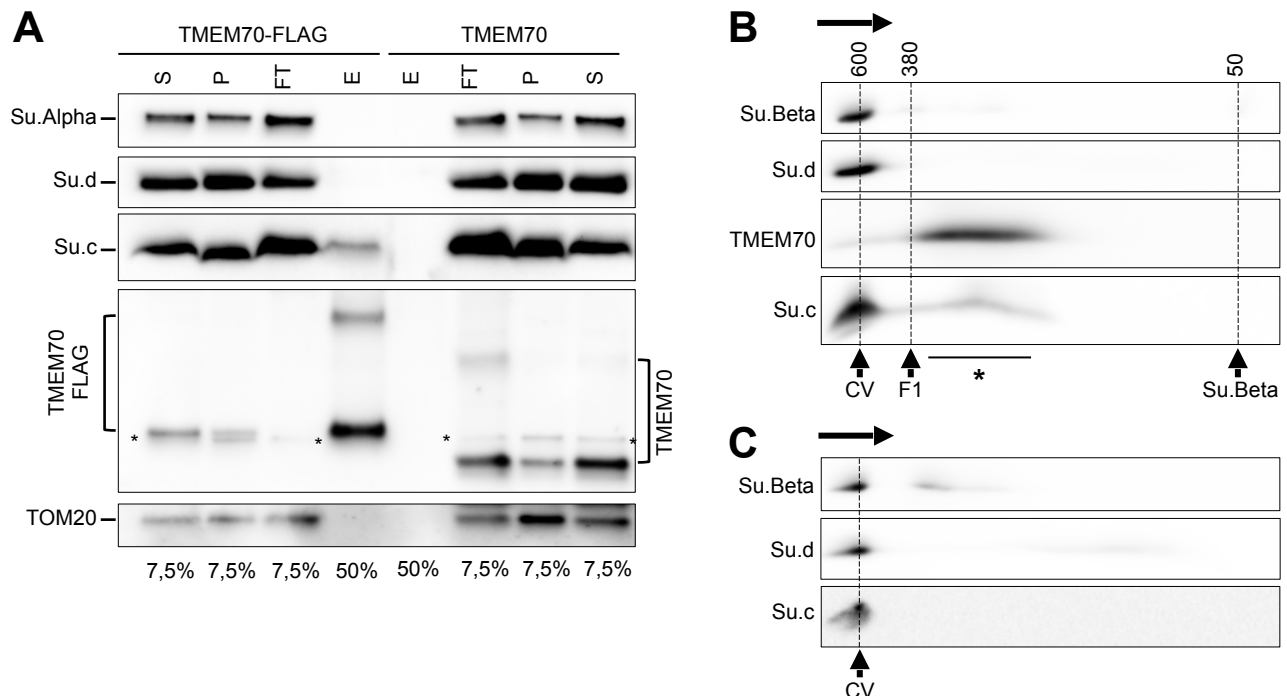 A
TMEM70-FLAG TMEM70
S P FT E E FT P S
Su.Alpha
Su.d
Su.c
TMEM70
FLAG
TMEM70
* * * *
TOM20
7,5% 7,5% 7,5% 50% 50% 7,5% 7,5% 7,5%
B
600 380 50
Su.Beta
Su.d
TMEM70
Su.c
CV F1 * Su.Beta
C
Su.Beta
Su.d
Su.c
CV